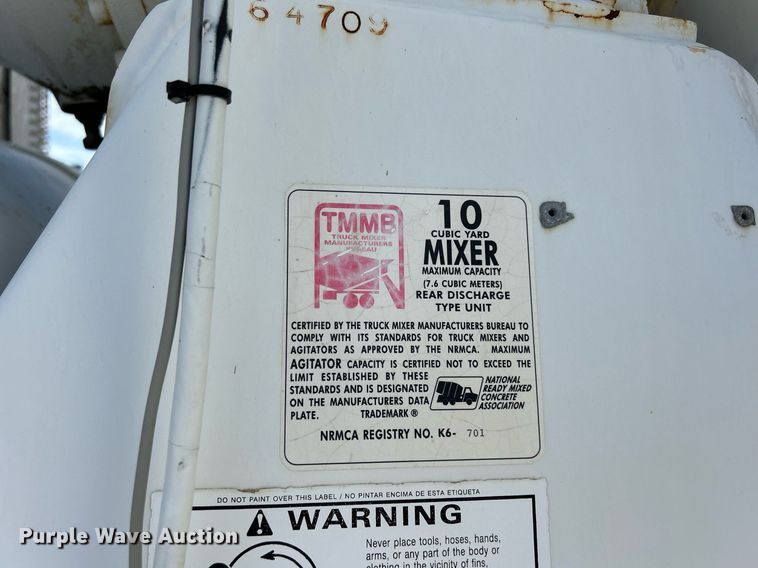 64709
TMMB
TRUCK MIXER
MANUFACTURERS
BUREAU
10
CUBIC YARD
MIXER
MAXIMUM CAPACITY
(7.6 CUBIC METERS)
REAR DISCHARGE
TYPE UNIT
CERTIFIED BY THE TRUCK MIXER MANUFACTURERS BUREAU TO
COMPLY WITH ITS STANDARDS FOR TRUCK MIXERS AND
AGITATORS AS APPROVED BY THE NRMCA. MAXIMUM
AGITATOR CAPACITY IS CERTIFIED NOT TO EXCEED THE
LIMIT ESTABLISHED BY THESE
STANDARDS AND IS DESIGNATED
ON THE MANUFACTURERS DATA
PLATE. TRADEMARK ®
NATIONAL
READY MIXED
CONCRETE
ASSOCIATION
NRMCA REGISTRY NO. K6- 701
DO NOT PAINT OVER THIS LABEL / NO PINTAR ENCIMA DE ESTA ETIQUETA
WARNING
Never place tools, hoses, hands,
arms, or any part of the body or
clothing in the vicinity of fins,
Purple Wave Auction